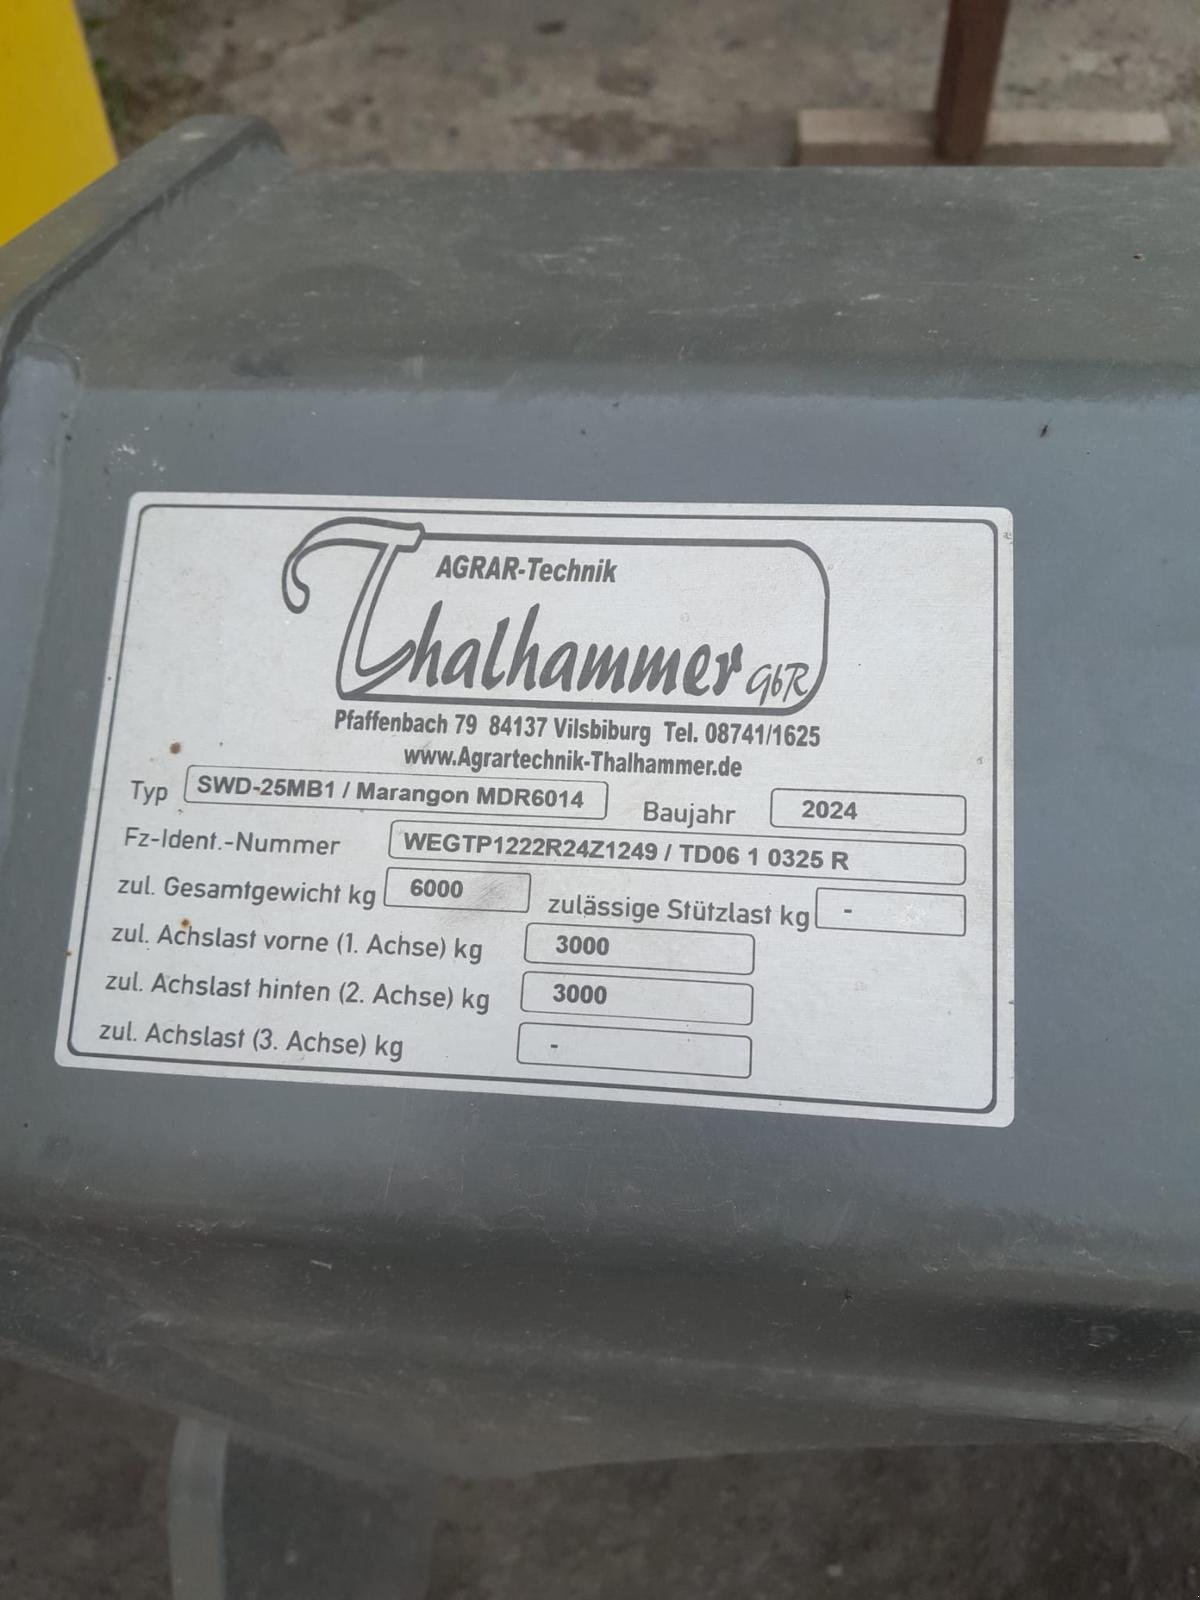 AGRAR-Technik
Thalhammer GbR
Pfaffenbach 79 84137 Vilsbiburg Tel. 08741/1625
www.Agrartechnik-Thalhammer.de
Typ SWD-25MB1 / Marangon MDR6014 Baujahr 2024
Fz-Ident.-Nummer WEGTP1222R24Z1249 / TD06 1 0325 R
zul. Gesamtgewicht kg 6000 zulässige Stützlast kg -
zul. Achslast vorne (1. Achse) kg 3000
zul. Achslast hinten (2. Achse) kg 3000
zul. Achslast (3. Achse) kg -